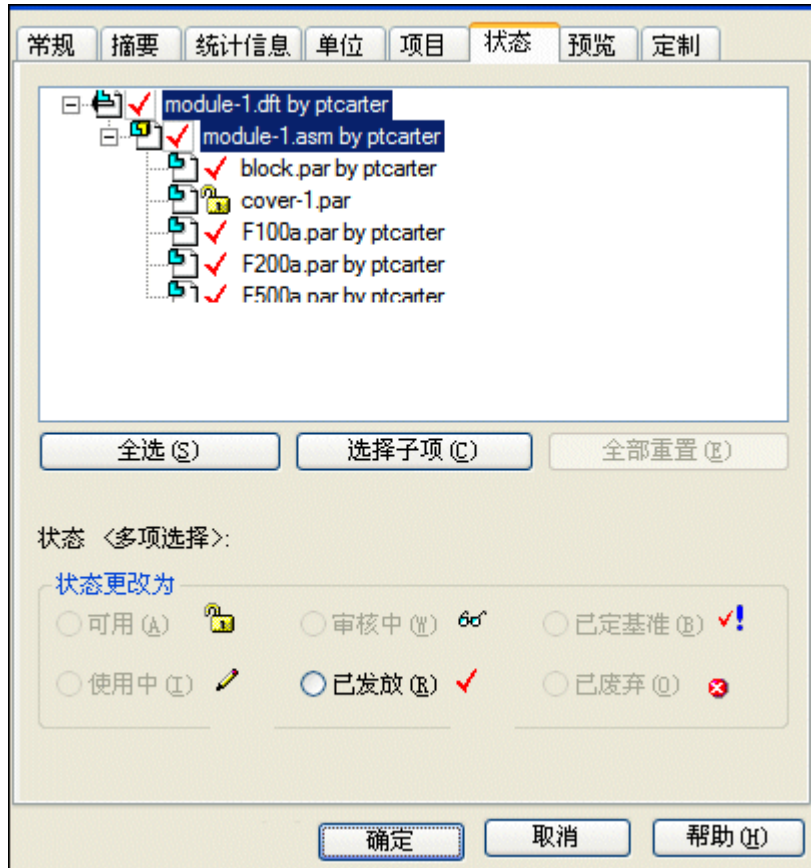 常规 摘要 统计信息 单位 项目 状态 预览 定制
module-1.dft by ptcarter
module-1.asm by ptcarter
block.par by ptcarter
cover-1.par
F100a.par by ptcarter
F200a.par by ptcarter
F500a.par by ptcarter
全选(S) 选择子项(C) 全部重置(E)
状态 <多项选择>:
状态更改为
可用(A) 审核中(W) 已定基准(B)
使用中(I) 已发放(R) 已废弃(O)
确定 取消 帮助(H)